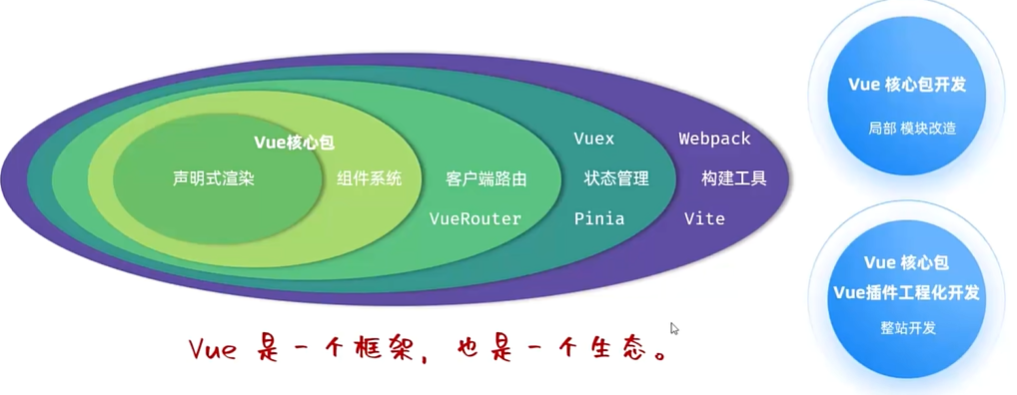 Vue核心包
声明式渲染
组件系统
客户端路由
VueRouter
Vuex
状态管理
Pinia
Webpack
构建工具
Vite
Vue 是一个框架，也是一个生态。
Vue 核心包开发
局部 模块改造
Vue 核心包
Vue插件工程化开发
整站开发